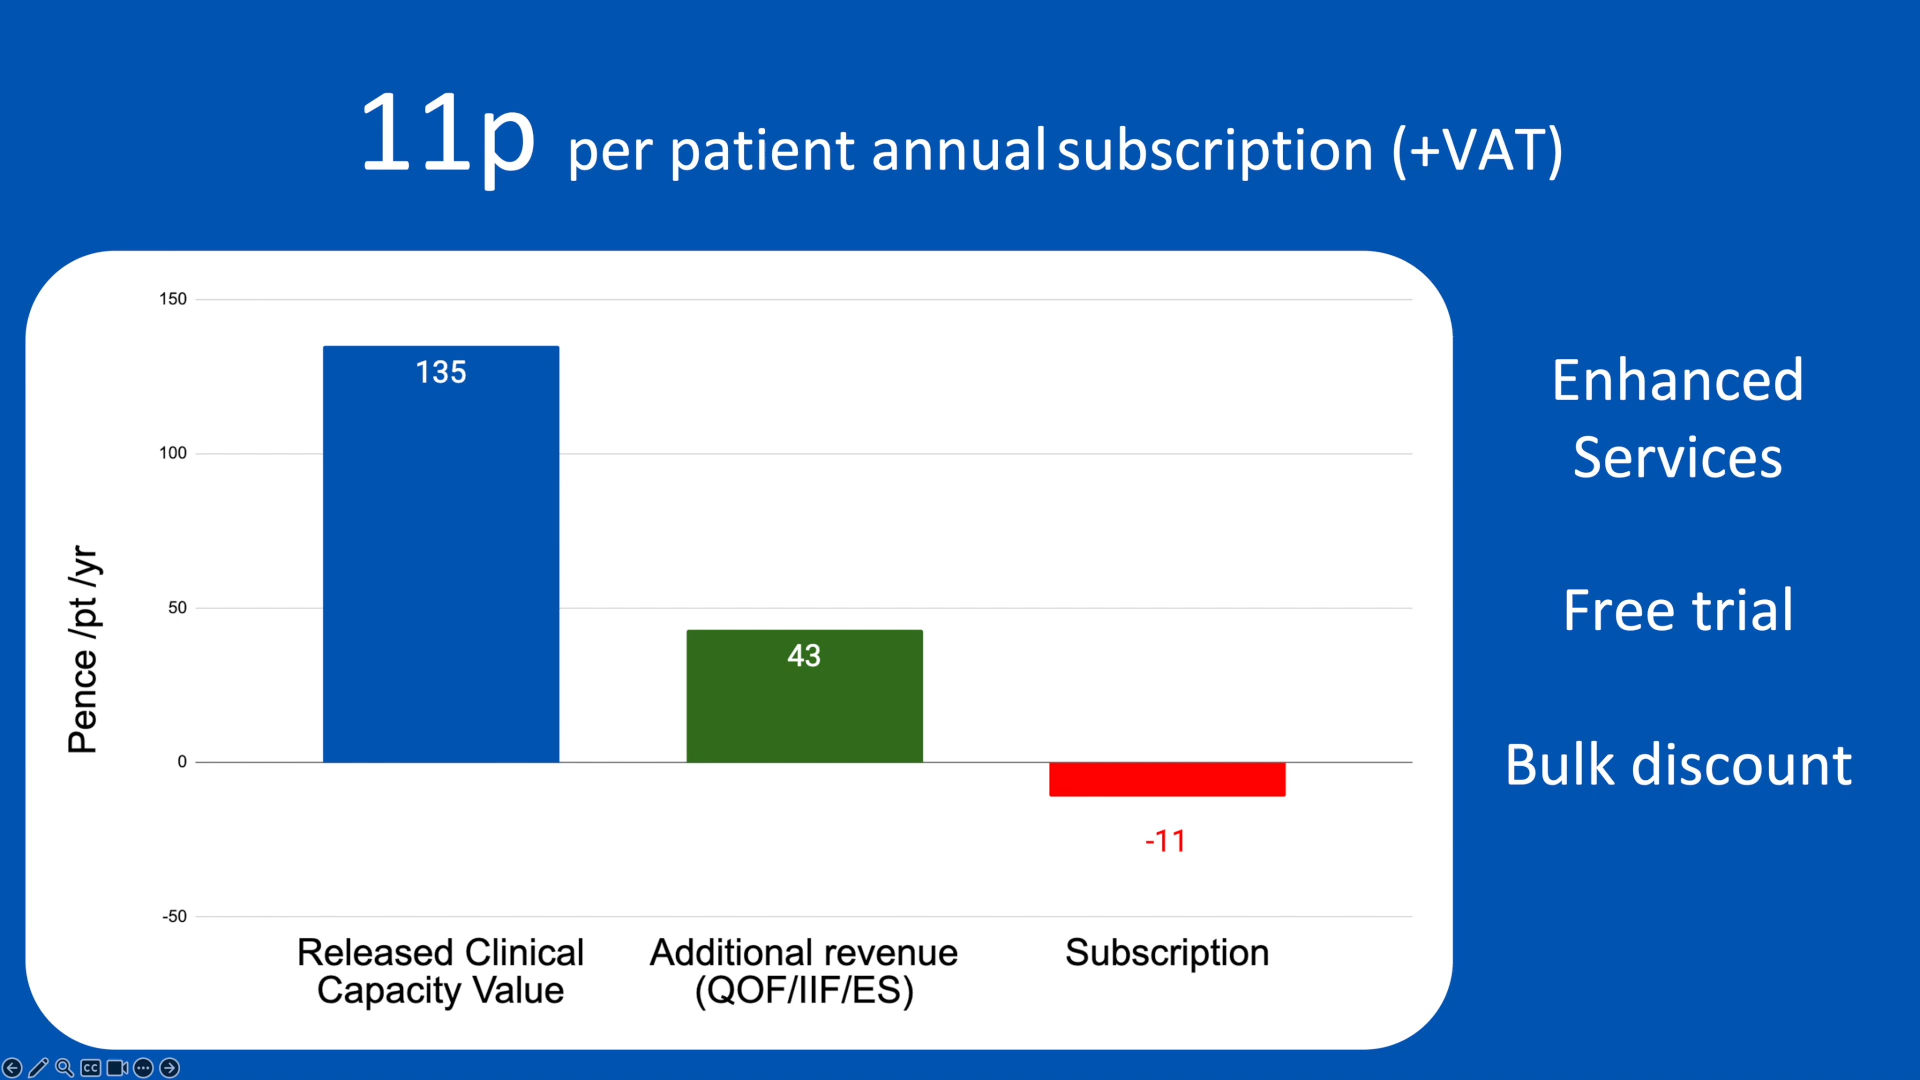 11p per patient annual subscription (+VAT)
150
100
50
0
-50
Pence /pt /yr
135
43
-11
Released Clinical
Capacity Value
Additional revenue
(QOF/IIF/ES)
Subscription
Enhanced
Services
Free trial
Bulk discount
CC